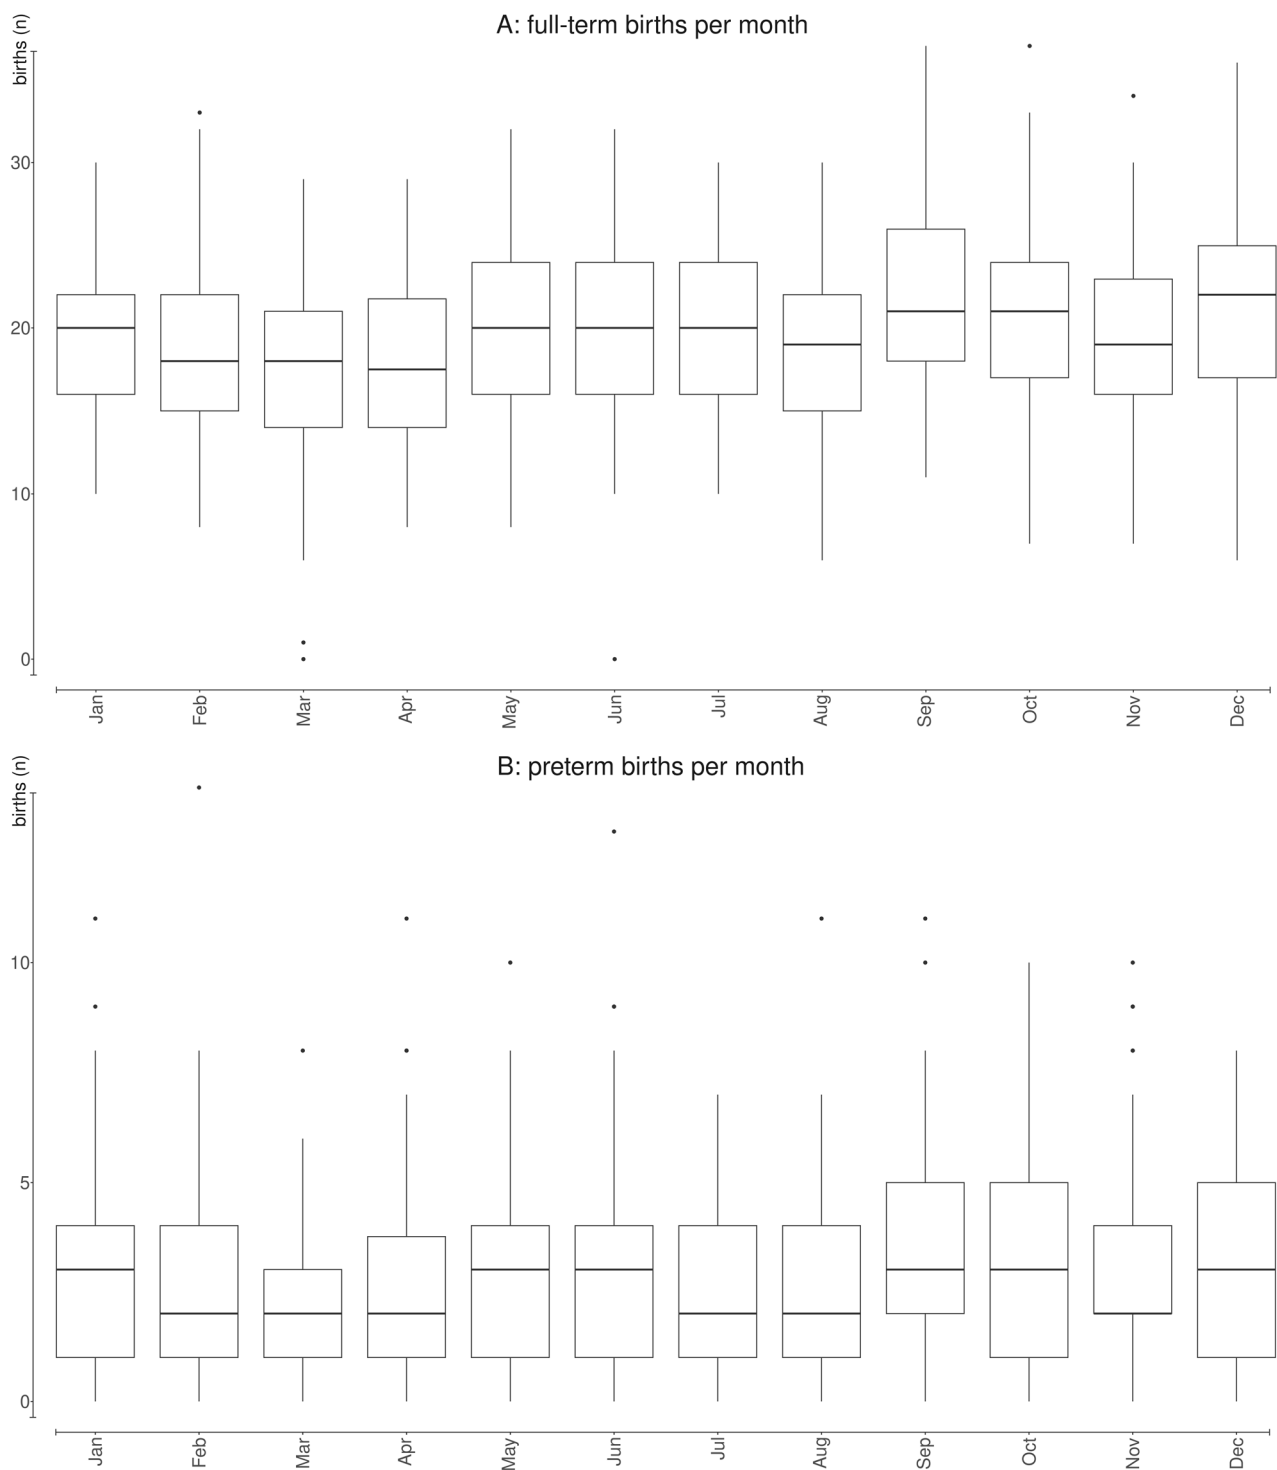 A: full-term births per month
births (n)
30
20
10
0
Jan Feb Mar Apr May Jun Jul Aug Sep Oct Nov Dec
B: preterm births per month
births (n)
10
5
0
Jan Feb Mar Apr May Jun Jul Aug Sep Oct Nov Dec